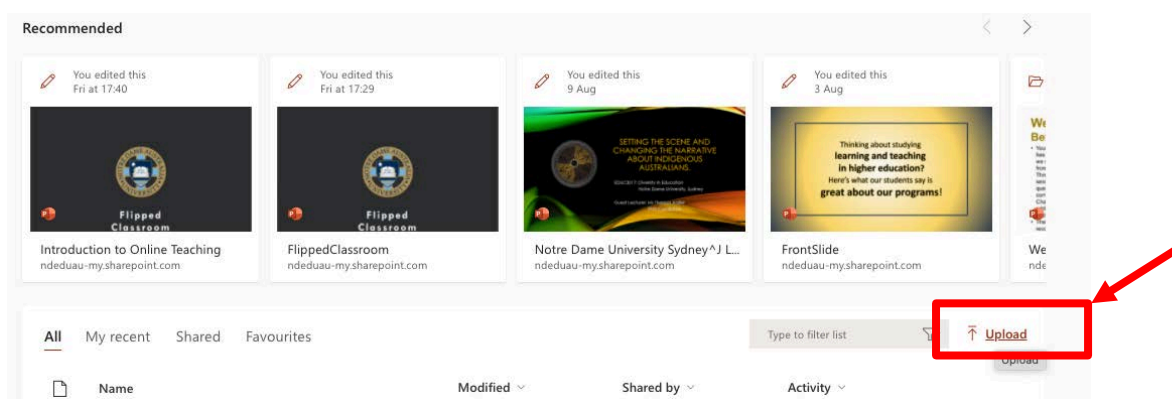 Recommended
You edited this
Fri at 17:40
Flipped
Classroom
Introduction to Online Teaching
ndeduau-my.sharepoint.com
You edited this
Fri at 17:29
Flipped
Classroom
FlippedClassroom
ndeduau-my.sharepoint.com
You edited this
9 Aug
SETTING THE SCENE AND
CHANGING THE NARRATIVE
ABOUT INDIGENOUS
AUSTRALIANS.
Notre Dame University Sydney^J L...
ndeduau-my.sharepoint.com
You edited this
3 Aug
Thinking about studying
learning and teaching
in higher education?
Here's what our students say is
great about our programs!
FrontSlide
ndeduau-my.sharepoint.com
We
Be
We
nde
All My recent Shared Favourites
Type to filter list
Upload
Upload
Name Modified Shared by Activity